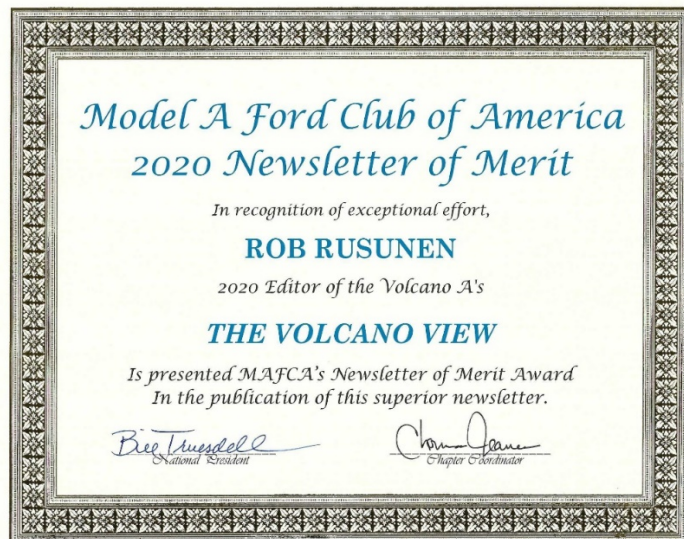 Model A Ford Club of America
2020 Newsletter of Merit
In recognition of exceptional effort,
ROB RUSUNEN
2020 Editor of the Volcano A's
THE VOLCANO VIEW
Is presented MAFCA's Newsletter of Merit Award
In the publication of this superior newsletter.
Bill Truesdell
National President
Chapter Coordinator